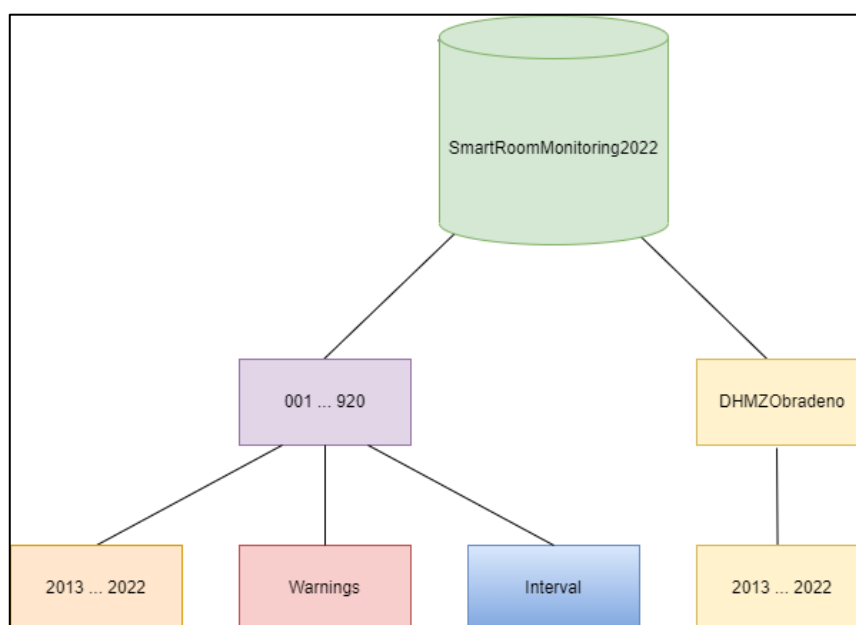 SmartRoomMonitoring2022
001 ... 920
DHMZObradeno
2013 ... 2022
Warnings
Interval
2013 ... 2022